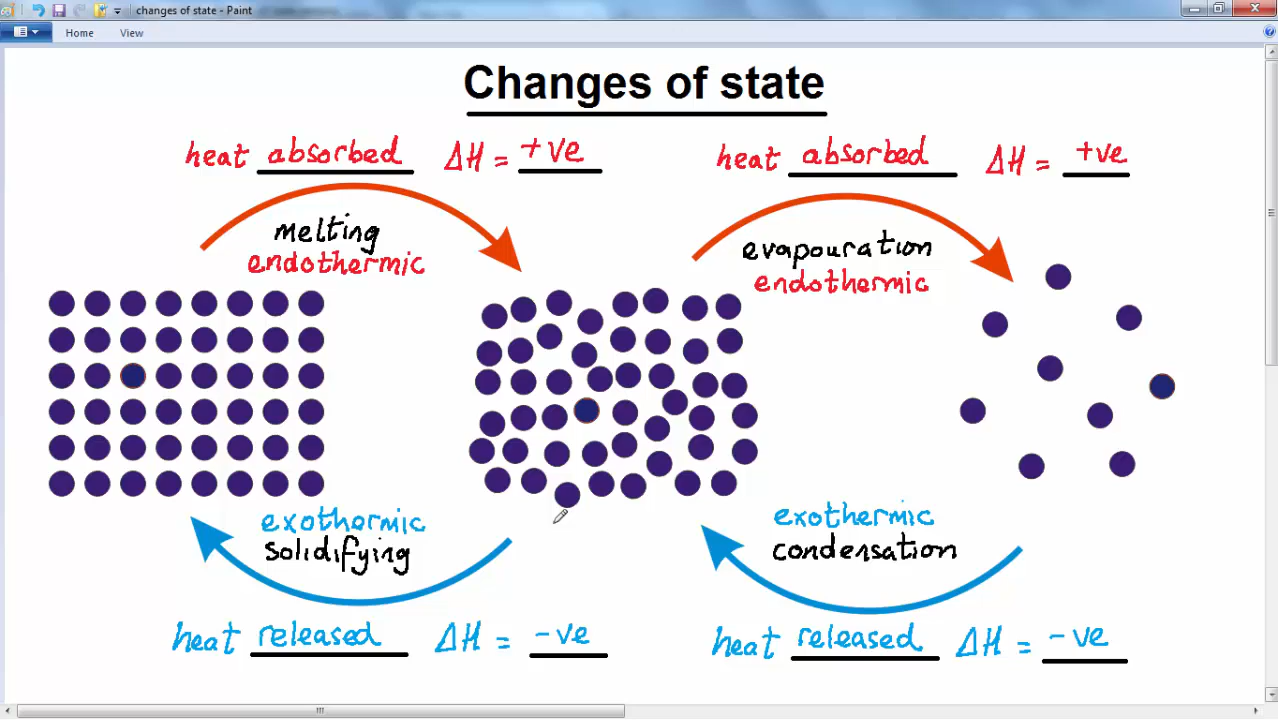 changes of state - Paint
Home View
Changes of state
heat absorbed ΔH = +ve
heat absorbed ΔH = +ve
melting
endothermic
evapouration
endothermic
exothermic
solidifying
exothermic
condensation
heat released ΔH = -ve
heat released ΔH = -ve